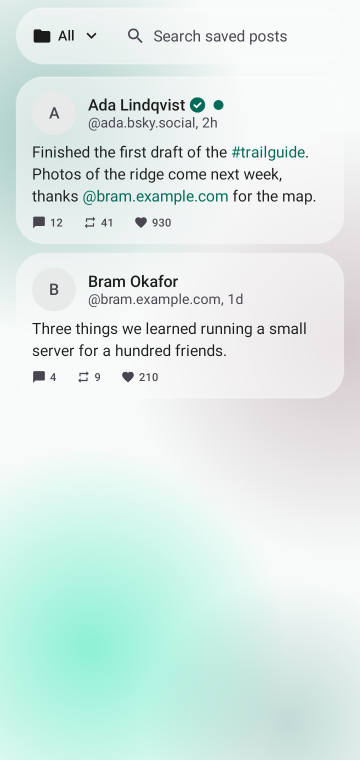 All
Search saved posts
A
Ada Lindqvist
@ada.bsky.social, 2h
Finished the first draft of the #trailguide.
Photos of the ridge come next week,
thanks @bram.example.com for the map.
12 41 930
B
Bram Okafor
@bram.example.com, 1d
Three things we learned running a small
server for a hundred friends.
4 9 210